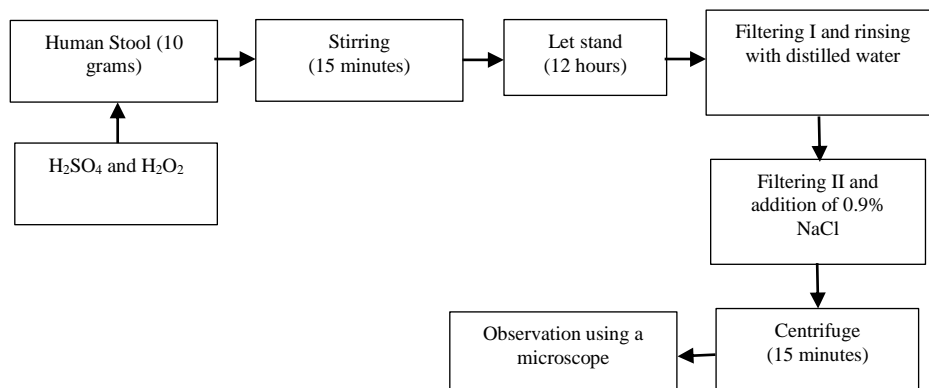 Human Stool (10
grams)
Stirring
(15 minutes)
Let stand
(12 hours)
Filtering I and rinsing
with distilled water
H₂SO₄ and H₂O₂
Filtering II and
addition of 0.9%
NaCl
Observation using a
microscope
Centrifuge
(15 minutes)